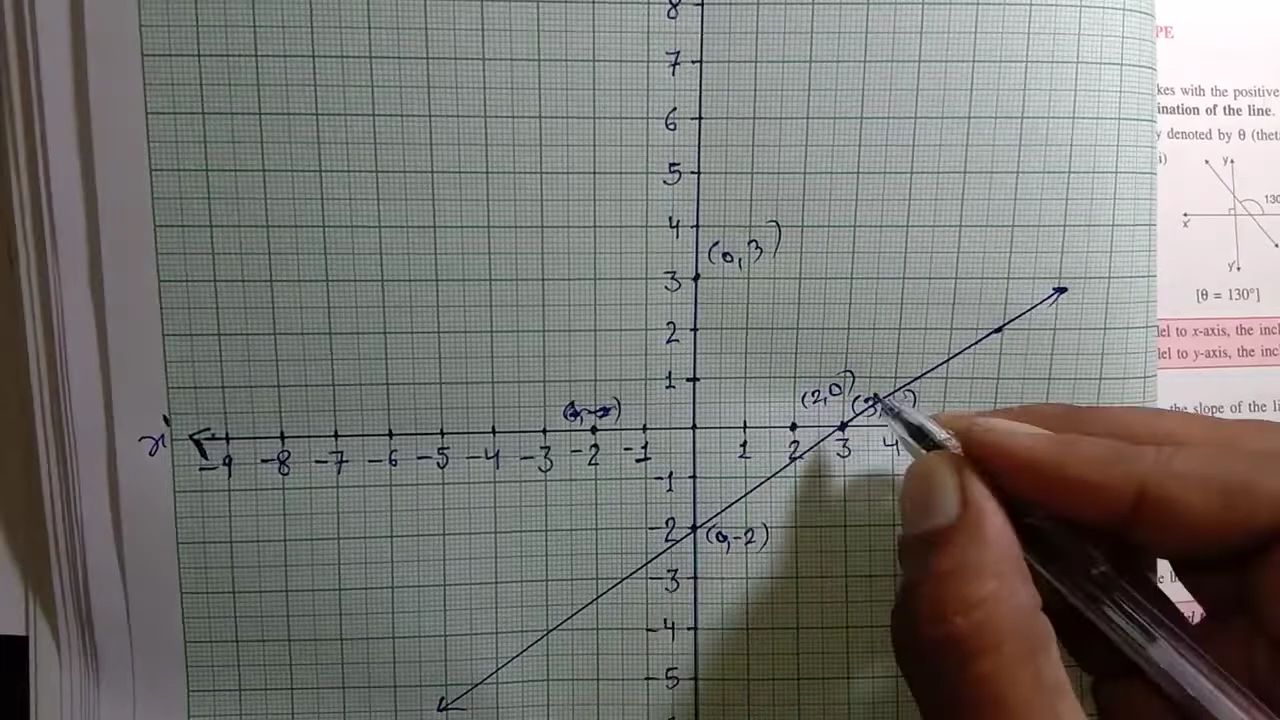 8
7
6
5
4
(0,3)
3
2
1
(2,0)
x'
-9 -8 -7 -6 -5 -4 -3 -2 -1 1 2 3 4
-1
-2 (0,-2)
-3
-4
-5
PE
kes with the positive
ination of the line.
y denoted by θ (thet
i)
y
130
x'
y'
[θ = 130°]
lel to x-axis, the incl
lel to y-axis, the incl
the slope of the li